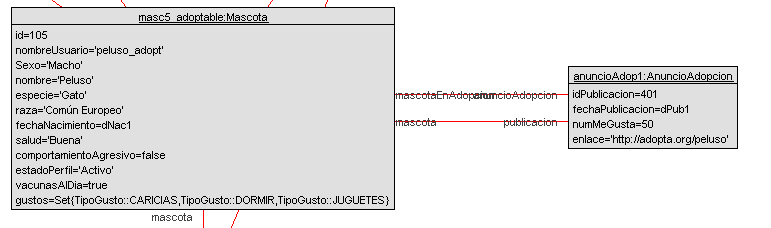 masc5_adoptable:Mascota
id=105
nombreUsuario='peluso_adopt'
Sexo='Macho'
nombre='Peluso'
especie='Gato'
raza='Común Europeo'
fechaNacimiento=dNac1
salud='Buena'
comportamientoAgresivo=false
estadoPerfil='Activo'
vacunasAlDia=true
gustos=Set{TipoGusto::CARICIAS,TipoGusto::DORMIR,TipoGusto::JUGUETES}
mascotaEnAdopcion anuncioAdopcion
mascota publicacion
anuncioAdop1:AnuncioAdopcion
idPublicacion=401
fechaPublicacion=dPub1
numMeGusta=50
enlace='http://adopta.org/peluso'
mascota